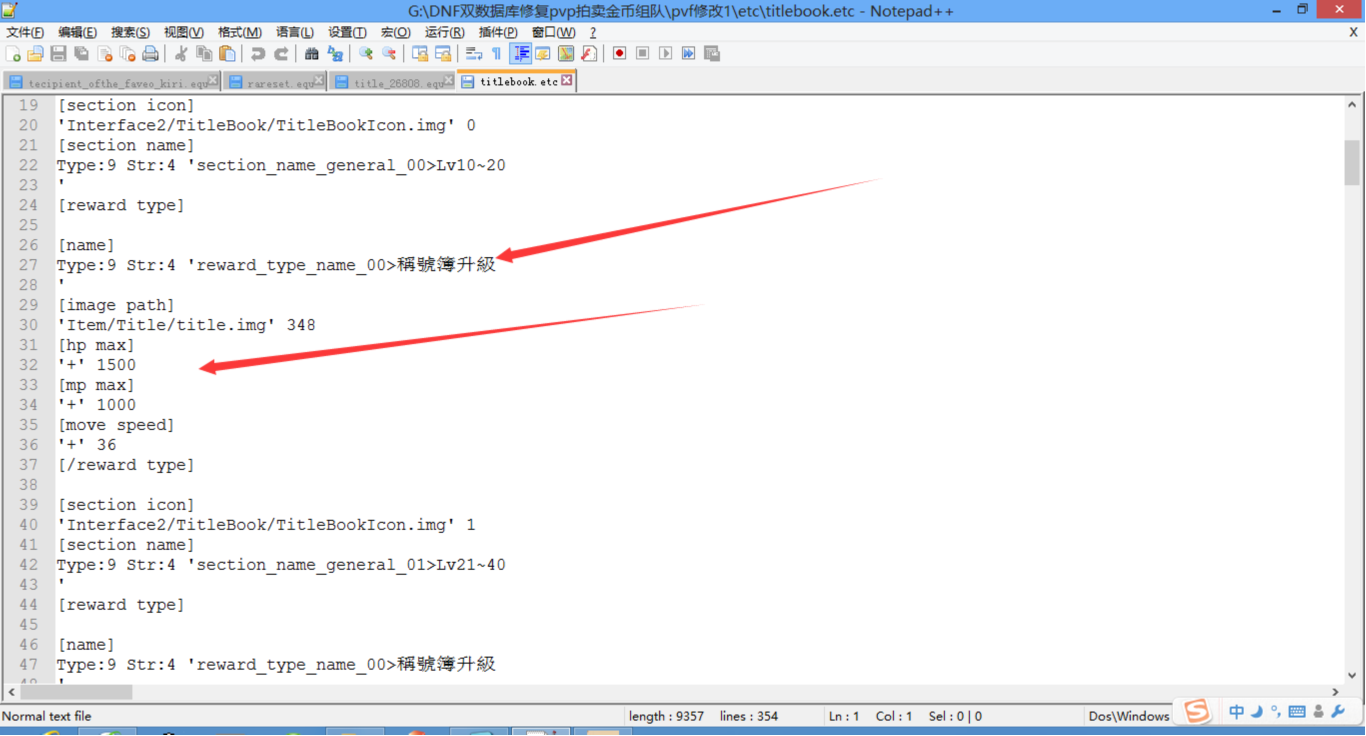 G:\DNF双数据库修复pvp拍卖金币组队\pvf修改1\etc\titlebook.etc - Notepad++
文件(F) 编辑(E) 搜索(S) 视图(V) 格式(M) 语言(L) 设置(T) 宏(O) 运行(R) 插件(P) 窗口(W) ? X
tecipient_ofthe_faveo_kiri.equ rareset.equ title_26808.equ titlebook.etc
19 [section icon]
20 'Interface2/TitleBook/TitleBookIcon.img' 0
21 [section name]
22 Type:9 Str:4 'section_name_general_00>Lv10~20
23 '
24 [reward type]
25
26 [name]
27 Type:9 Str:4 'reward_type_name_00>稱號簿升級
28 '
29 [image path]
30 'Item/Title/title.img' 348
31 [hp max]
32 '+' 1500
33 [mp max]
34 '+' 1000
35 [move speed]
36 '+' 36
37 [/reward type]
38
39 [section icon]
40 'Interface2/TitleBook/TitleBookIcon.img' 1
41 [section name]
42 Type:9 Str:4 'section_name_general_01>Lv21~40
43 '
44 [reward type]
45
46 [name]
47 Type:9 Str:4 'reward_type_name_00>稱號簿升級
48 '
Normal text file length : 9357 lines : 354 Ln : 1 Col : 1 Sel : 0 | 0 Dos\Windows S 中